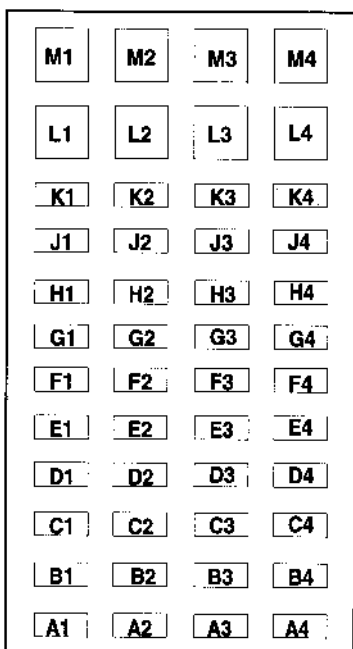 M1 M2 M3 M4
L1 L2 L3 L4
K1 K2 K3 K4
J1 J2 J3 J4
H1 H2 H3 H4
G1 G2 G3 G4
F1 F2 F3 F4
E1 E2 E3 E4
D1 D2 D3 D4
C1 C2 C3 C4
B1 B2 B3 B4
A1 A2 A3 A4